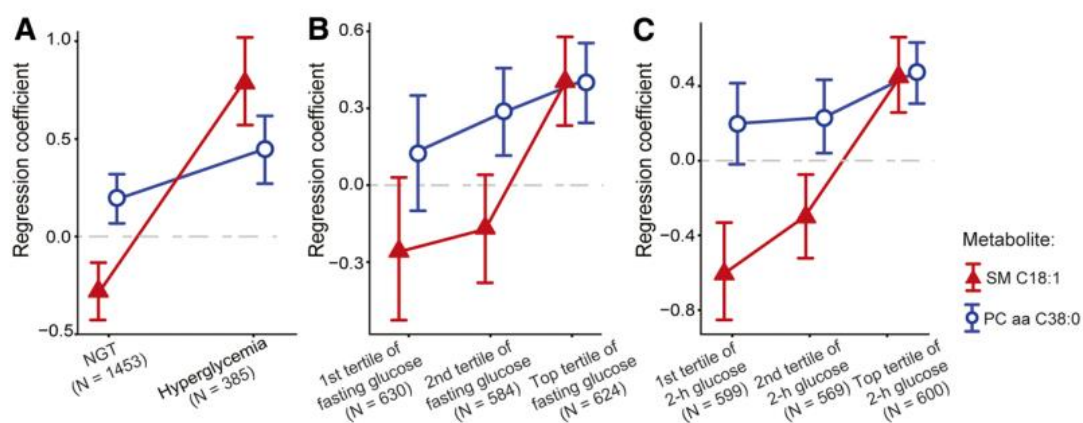 A
Regression coefficient
1.0
0.5
0.0
−0.5
NGT
(N = 1453)
Hyperglycemia
(N = 385)
B
Regression coefficient
0.6
0.3
0.0
−0.3
1st tertile of
fasting glucose
(N = 630)
2nd tertile of
fasting glucose
(N = 584)
Top tertile of
fasting glucose
(N = 624)
C
Regression coefficient
0.4
0.0
−0.4
−0.8
1st tertile of
2-h glucose
(N = 599)
2nd tertile of
2-h glucose
(N = 569)
Top tertile of
2-h glucose
(N = 600)
Metabolite:
SM C18:1
PC aa C38:0